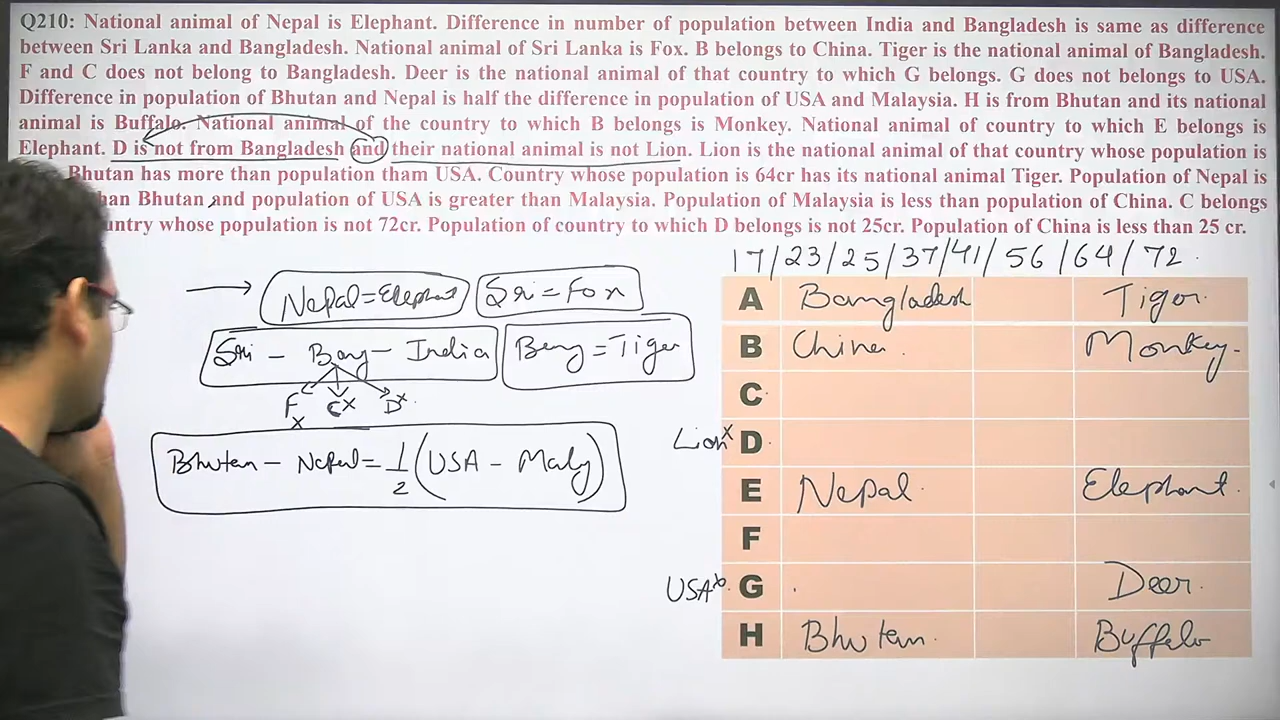 Q210: National animal of Nepal is Elephant. Difference in number of population between India and Bangladesh is same as difference
between Sri Lanka and Bangladesh. National animal of Sri Lanka is Fox. B belongs to China. Tiger is the national animal of Bangladesh.
F and C does not belong to Bangladesh. Deer is the national animal of that country to which G belongs. G does not belongs to USA.
Difference in population of Bhutan and Nepal is half the difference in population of USA and Malaysia. H is from Bhutan and its national
animal is Buffalo. National animal of the country to which B belongs is Monkey. National animal of country to which E belongs is
Elephant. D is not from Bangladesh and their national animal is not Lion. Lion is the national animal of that country whose population is
Bhutan has more than population tham USA. Country whose population is 64cr has its national animal Tiger. Population of Nepal is
Bhutan and population of USA is greater than Malaysia. Population of Malaysia is less than population of China. C belongs
whose population is not 72cr. Population of country to which D belongs is not 25cr. Population of China is less than 25 cr.
17/23/25/37/41/56/64/72
Nepal=Elephant Sri=Fox
Sri - Bang - India Beng=Tiger
F x C x D x
Bhutan - Nepal = 1/2 (USA - Maly)
A Bangladesh Tiger
B China Monkey
C
Lion x D
E Nepal Elephant
F
USA x G Deer
H Bhutan Buffalo